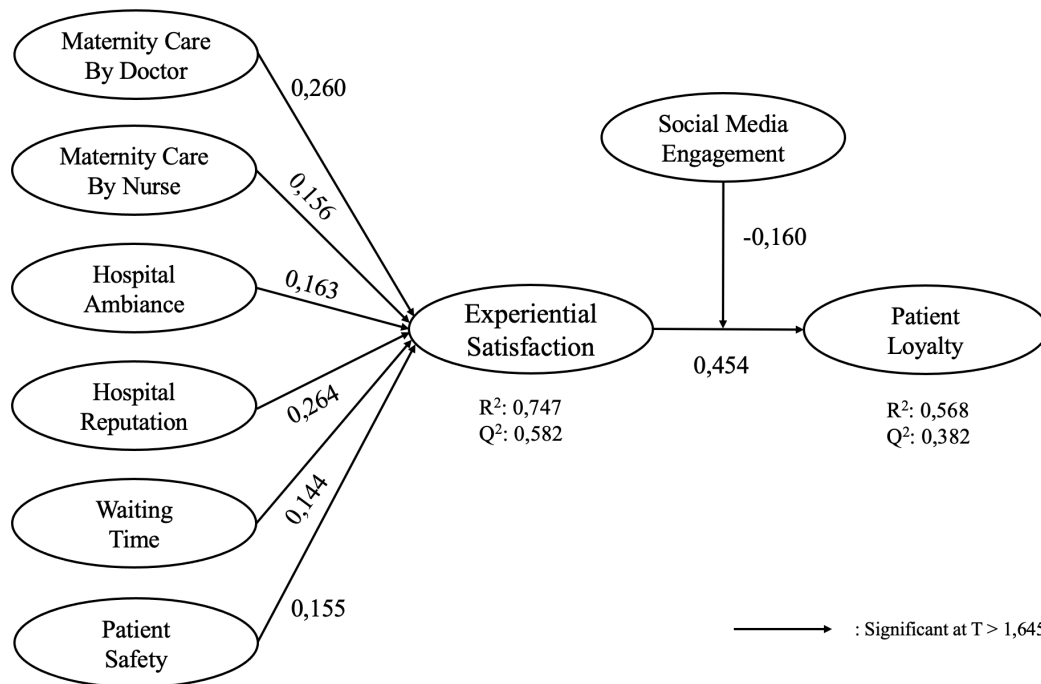 Maternity Care
By Doctor
0,260
Maternity Care
By Nurse
0,156
Hospital
Ambiance
0,163
Hospital
Reputation
0,264
Waiting
Time
0,144
Patient
Safety
0,155
Experiential
Satisfaction
R²: 0,747
Q²: 0,582
Social Media
Engagement
-0,160
0,454
Patient
Loyalty
R²: 0,568
Q²: 0,382
: Significant at T > 1,645